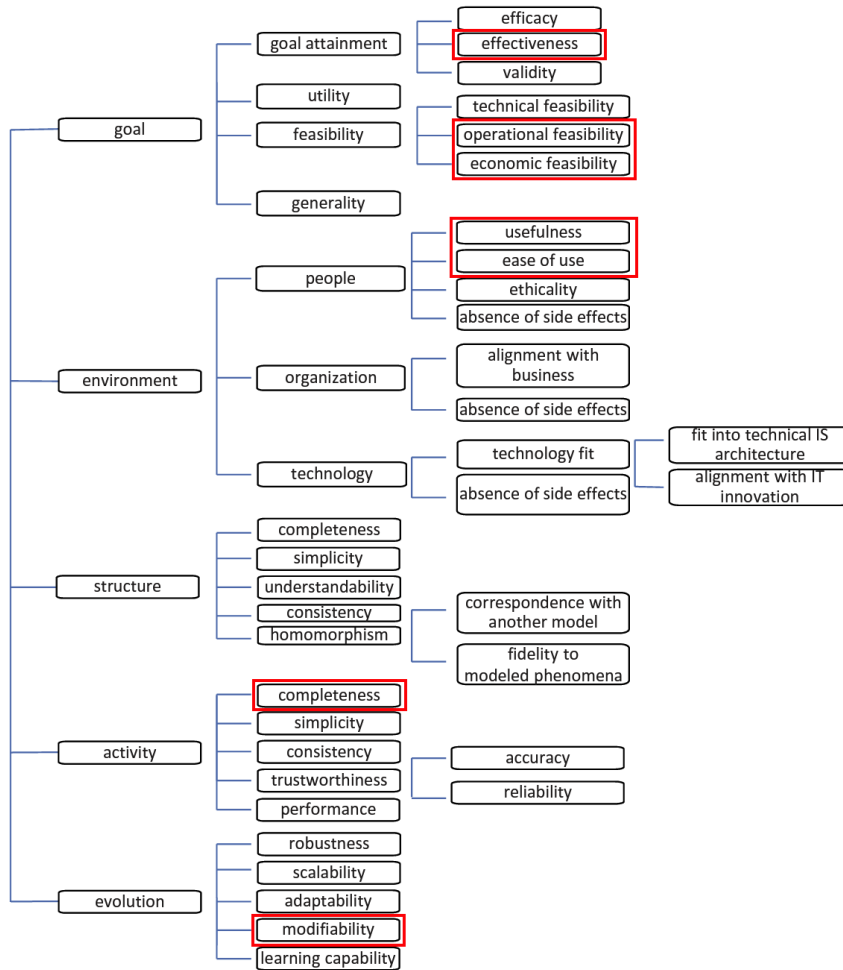 goal
goal attainment
efficacy
effectiveness
validity
utility
feasibility
technical feasibility
operational feasibility
economic feasibility
generality
environment
people
usefulness
ease of use
ethicality
absence of side effects
organization
alignment with
business
absence of side effects
technology
technology fit
fit into technical IS
architecture
alignment with IT
innovation
absence of side effects
structure
completeness
simplicity
understandability
consistency
homomorphism
correspondence with
another model
fidelity to
modeled phenomena
activity
completeness
simplicity
consistency
trustworthiness
performance
accuracy
reliability
evolution
robustness
scalability
adaptability
modifiability
learning capability